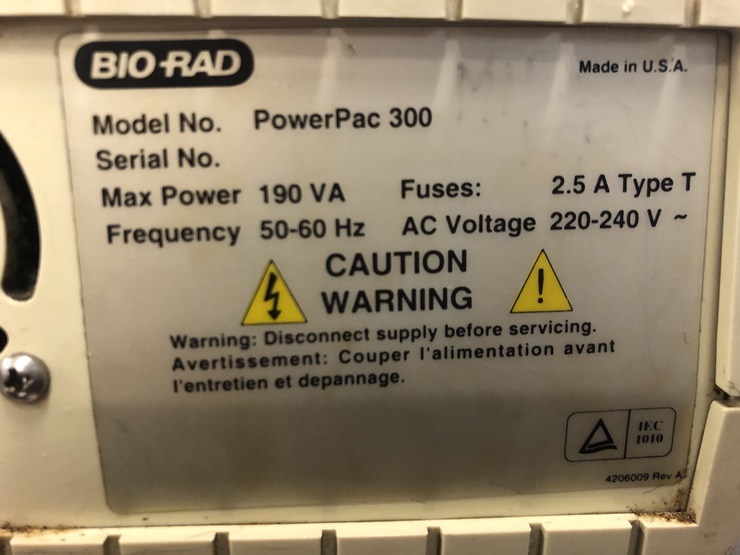 BIO-RAD
Made in U.S.A.
Model No. PowerPac 300
Serial No.
Max Power 190 VA Fuses: 2.5 A Type T
Frequency 50-60 Hz AC Voltage 220-240 V ~
CAUTION
WARNING
Warning: Disconnect supply before servicing.
Avertissement: Couper l'alimentation avant
l'entretien et depannage.
IEC
1010
4206009 Rev A